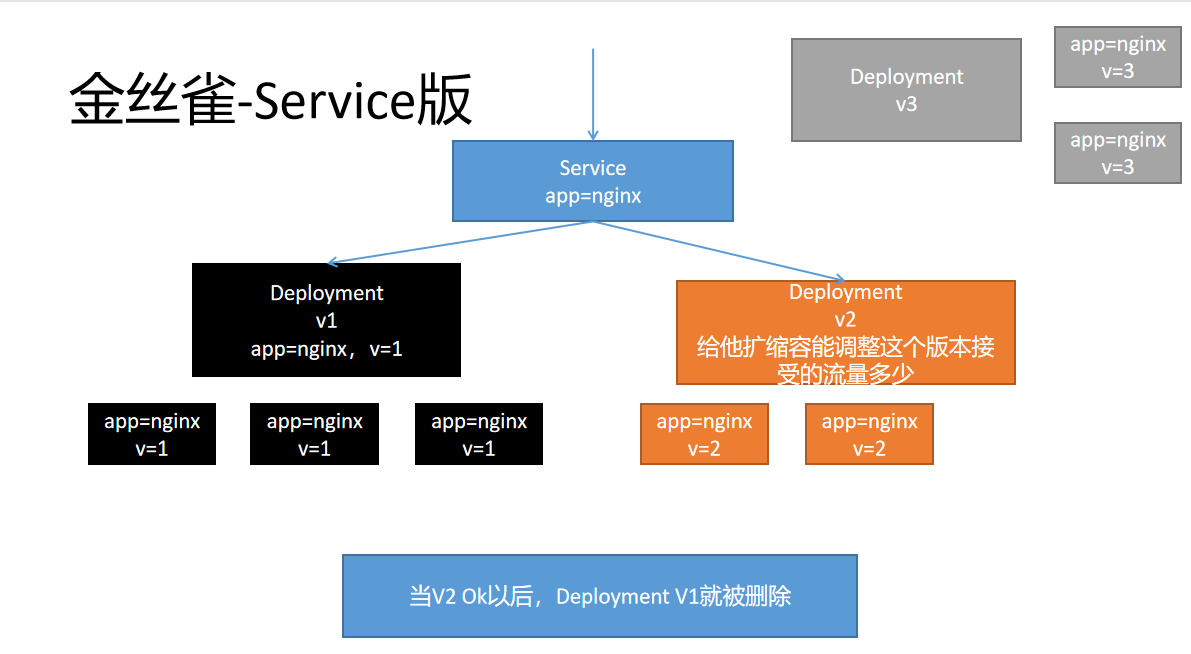 金丝雀-Service版
Service
app=nginx
Deployment
v3
app=nginx
v=3
app=nginx
v=3
Deployment
v1
app=nginx，v=1
app=nginx
v=1
app=nginx
v=1
app=nginx
v=1
Deployment
v2
给他扩缩容能调整这个版本接
受的流量多少
app=nginx
v=2
app=nginx
v=2
当V2 Ok以后，Deployment V1就被删除